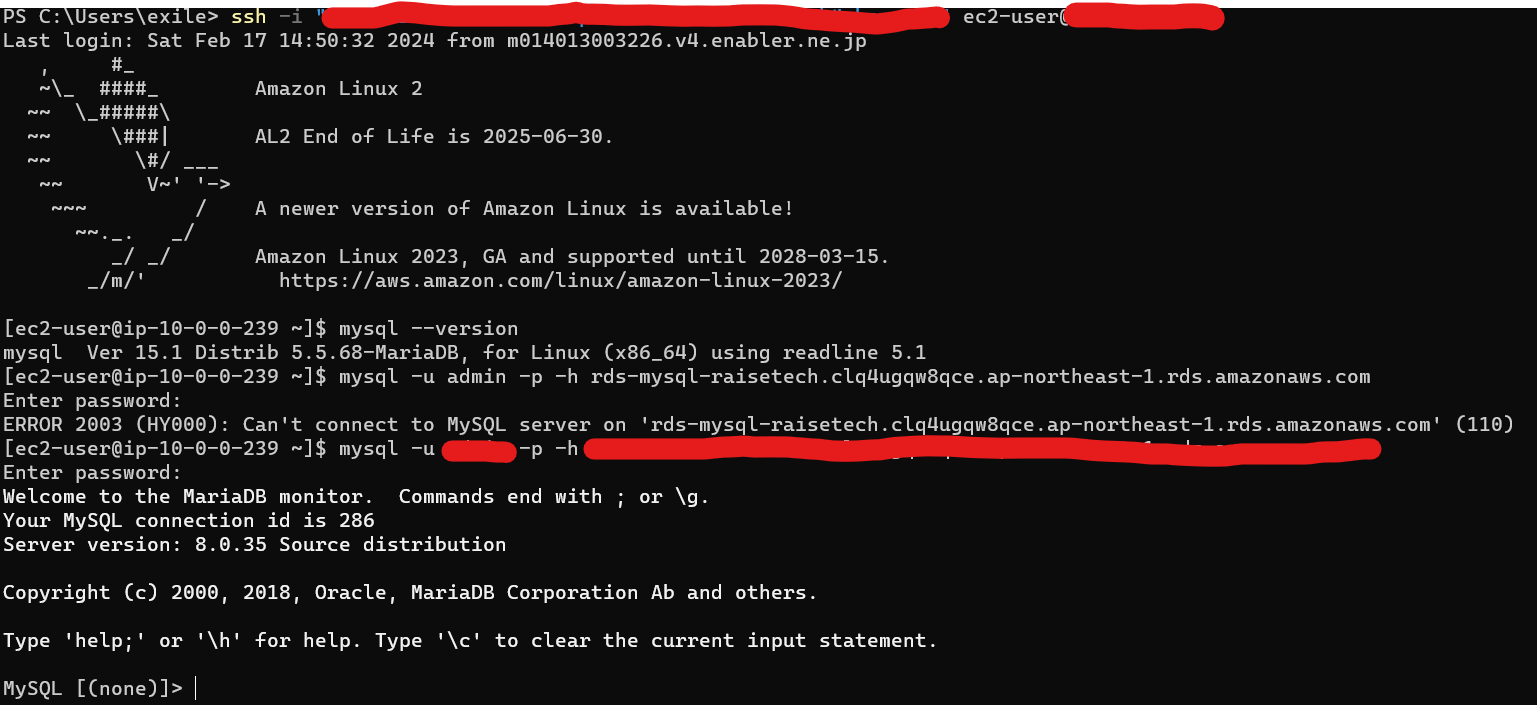 PS C:\Users\exile> ssh -i " ec2-user@
Last login: Sat Feb 17 14:50:32 2024 from m014013003226.v4.enabler.ne.jp
   ,     #_
   ~\_  ####_        Amazon Linux 2
  ~~  \_#####\
  ~~     \###|       AL2 End of Life is 2025-06-30.
  ~~       \#/ ___
   ~~       V~' '->
    ~~~         /    A newer version of Amazon Linux is available!
      ~~._.   _/
         _/ _/       Amazon Linux 2023, GA and supported until 2028-03-15.
       _/m/'           https://aws.amazon.com/linux/amazon-linux-2023/
[ec2-user@ip-10-0-0-239 ~]$ mysql --version
mysql  Ver 15.1 Distrib 5.5.68-MariaDB, for Linux (x86_64) using readline 5.1
[ec2-user@ip-10-0-0-239 ~]$ mysql -u admin -p -h rds-mysql-raisetech.clq4ugqw8qce.ap-northeast-1.rds.amazonaws.com
Enter password:
ERROR 2003 (HY000): Can't connect to MySQL server on 'rds-mysql-raisetech.clq4ugqw8qce.ap-northeast-1.rds.amazonaws.com' (110)
[ec2-user@ip-10-0-0-239 ~]$ mysql -u -p -h
Enter password:
Welcome to the MariaDB monitor.  Commands end with ; or \g.
Your MySQL connection id is 286
Server version: 8.0.35 Source distribution
Copyright (c) 2000, 2018, Oracle, MariaDB Corporation Ab and others.
Type 'help;' or '\h' for help. Type '\c' to clear the current input statement.
MySQL [(none)]>